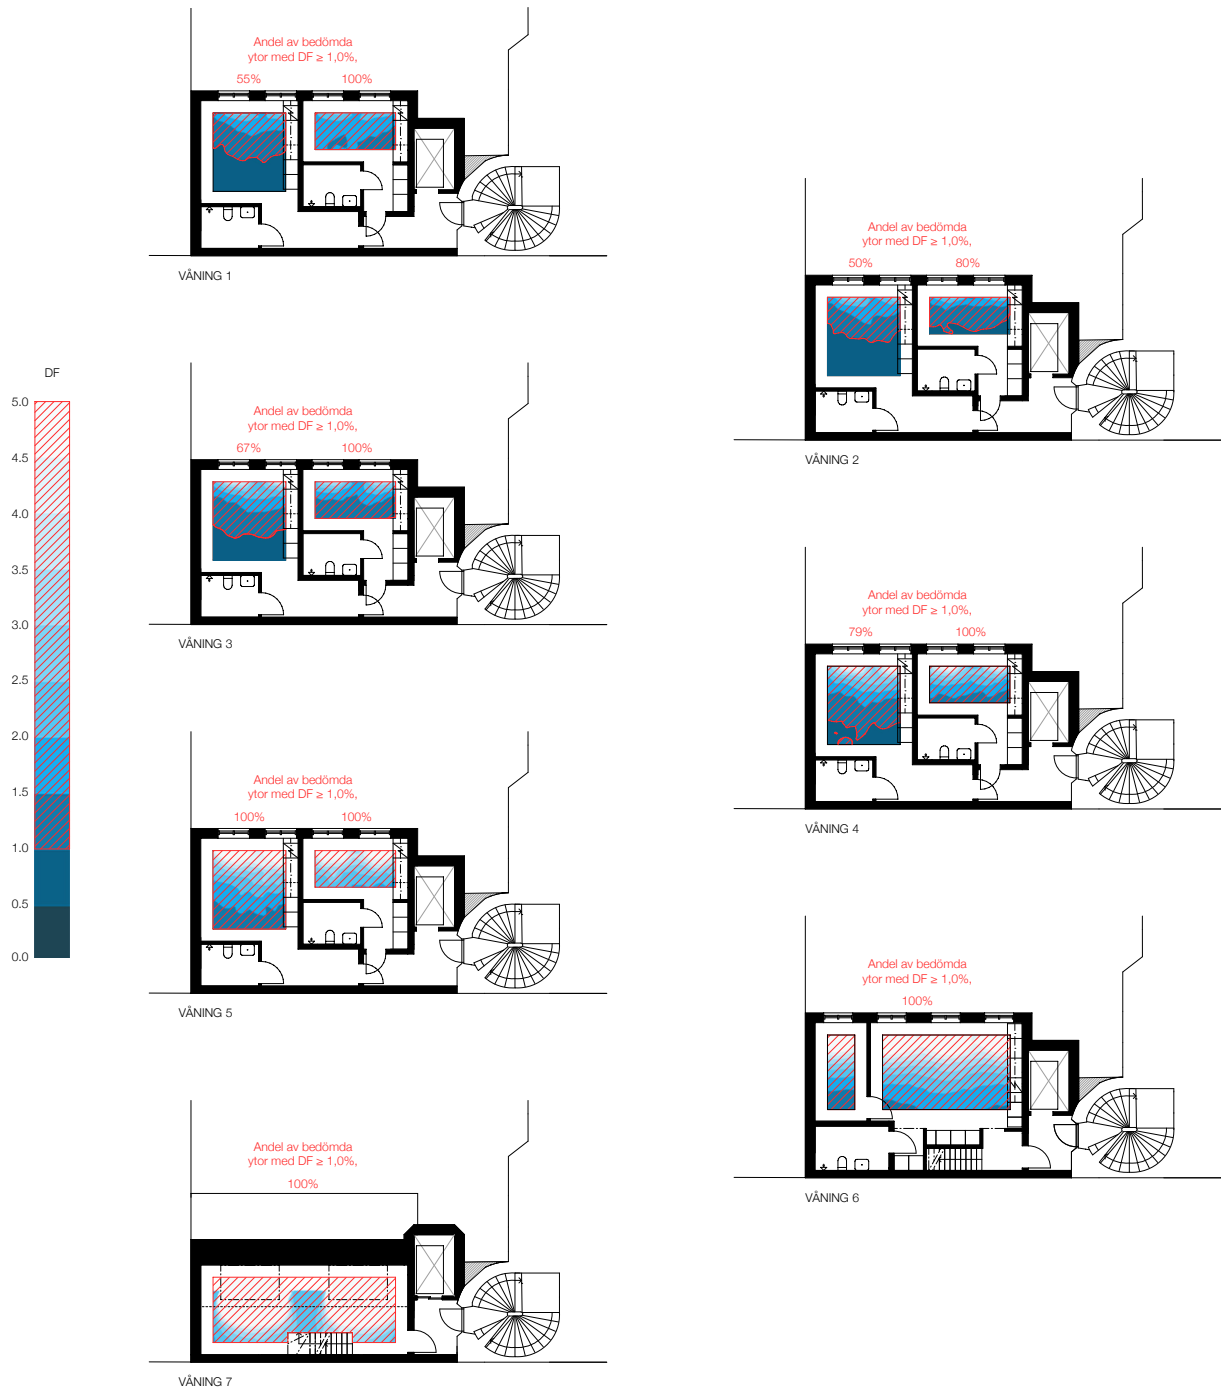 Andel av bedömda
ytor med DF ≥ 1,0%,
55% 100%
VÅNING 1
Andel av bedömda
ytor med DF ≥ 1,0%,
50% 80%
VÅNING 2
DF
5.0
4.5
4.0
3.5
3.0
2.5
2.0
1.5
1.0
0.5
0.0
Andel av bedömda
ytor med DF ≥ 1,0%,
67% 100%
VÅNING 3
Andel av bedömda
ytor med DF ≥ 1,0%,
79% 100%
VÅNING 4
Andel av bedömda
ytor med DF ≥ 1,0%,
100% 100%
VÅNING 5
Andel av bedömda
ytor med DF ≥ 1,0%,
100%
VÅNING 6
Andel av bedömda
ytor med DF ≥ 1,0%,
100%
VÅNING 7